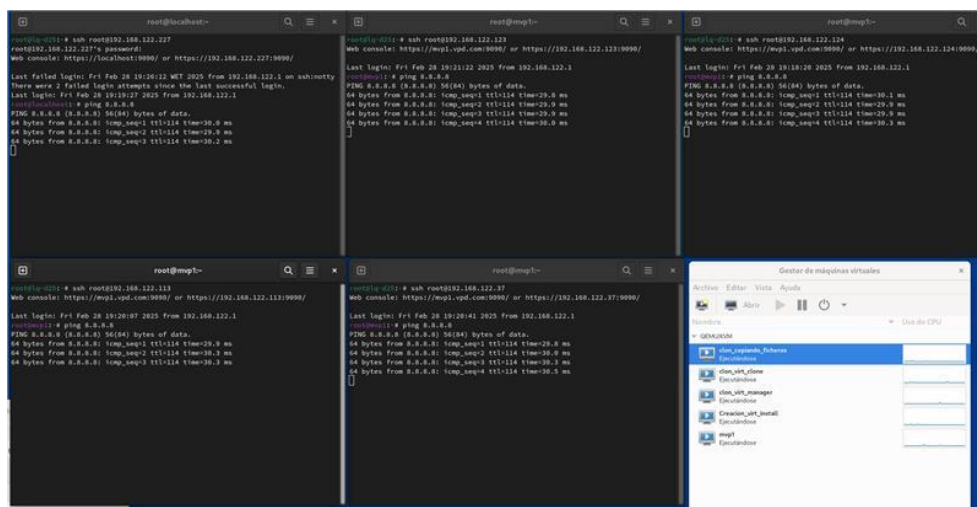 root@localhost:~
root@lq-d25:~# ssh root@192.168.122.227
root@192.168.122.227's password:
Web console: https://localhost:9090/ or https://192.168.122.227:9090/
Last failed login: Fri Feb 28 19:20:12 WET 2025 from 192.168.122.1 on ssh:notty
There were 2 failed login attempts since the last successful login.
Last login: Fri Feb 28 19:19:27 2025 from 192.168.122.1
root@localhost:~# ping 8.8.8.8
PING 8.8.8.8 (8.8.8.8) 56(84) bytes of data.
64 bytes from 8.8.8.8: icmp_seq=1 ttl=114 time=30.0 ms
64 bytes from 8.8.8.8: icmp_seq=2 ttl=114 time=29.9 ms
64 bytes from 8.8.8.8: icmp_seq=3 ttl=114 time=30.2 ms
root@mvp1:~
root@lq-d25:~# ssh root@192.168.122.123
Web console: https://mvp1.vpd.com:9090/ or https://192.168.122.123:9090/
Last login: Fri Feb 28 19:21:22 2025 from 192.168.122.1
root@mvp1:~# ping 8.8.8.8
PING 8.8.8.8 (8.8.8.8) 56(84) bytes of data.
64 bytes from 8.8.8.8: icmp_seq=1 ttl=114 time=29.8 ms
64 bytes from 8.8.8.8: icmp_seq=2 ttl=114 time=29.9 ms
64 bytes from 8.8.8.8: icmp_seq=3 ttl=114 time=29.9 ms
64 bytes from 8.8.8.8: icmp_seq=4 ttl=114 time=30.0 ms
root@mvp1:~
root@lq-d25:~# ssh root@192.168.122.124
Web console: https://mvp1.vpd.com:9090/ or https://192.168.122.124:9090/
Last login: Fri Feb 28 19:18:20 2025 from 192.168.122.1
root@mvp1:~# ping 8.8.8.8
PING 8.8.8.8 (8.8.8.8) 56(84) bytes of data.
64 bytes from 8.8.8.8: icmp_seq=1 ttl=114 time=30.1 ms
64 bytes from 8.8.8.8: icmp_seq=2 ttl=114 time=29.9 ms
64 bytes from 8.8.8.8: icmp_seq=3 ttl=114 time=29.9 ms
64 bytes from 8.8.8.8: icmp_seq=4 ttl=114 time=30.3 ms
root@mvp1:~
root@lq-d25:~# ssh root@192.168.122.113
Web console: https://mvp1.vpd.com:9090/ or https://192.168.122.113:9090/
Last login: Fri Feb 28 19:20:07 2025 from 192.168.122.1
root@mvp1:~# ping 8.8.8.8
PING 8.8.8.8 (8.8.8.8) 56(84) bytes of data.
64 bytes from 8.8.8.8: icmp_seq=1 ttl=114 time=29.9 ms
64 bytes from 8.8.8.8: icmp_seq=2 ttl=114 time=30.3 ms
64 bytes from 8.8.8.8: icmp_seq=3 ttl=114 time=30.3 ms
root@mvp1:~
root@lq-d25:~# ssh root@192.168.122.37
Web console: https://mvp1.vpd.com:9090/ or https://192.168.122.37:9090/
Last login: Fri Feb 28 19:20:41 2025 from 192.168.122.1
root@mvp1:~# ping 8.8.8.8
PING 8.8.8.8 (8.8.8.8) 56(84) bytes of data.
64 bytes from 8.8.8.8: icmp_seq=1 ttl=114 time=29.8 ms
64 bytes from 8.8.8.8: icmp_seq=2 ttl=114 time=30.0 ms
64 bytes from 8.8.8.8: icmp_seq=3 ttl=114 time=30.3 ms
64 bytes from 8.8.8.8: icmp_seq=4 ttl=114 time=30.5 ms
Gestor de máquinas virtuales
Archivo Editar Vista Ayuda
Abrir
Nombre Uso de CPU
QEMU/KVM
clon_copiando_ficheros
Ejecutándose
clon_virt_clone
Ejecutándose
clon_virt_manager
Ejecutándose
Creacion_virt_install
Ejecutándose
mvp1
Ejecutándose